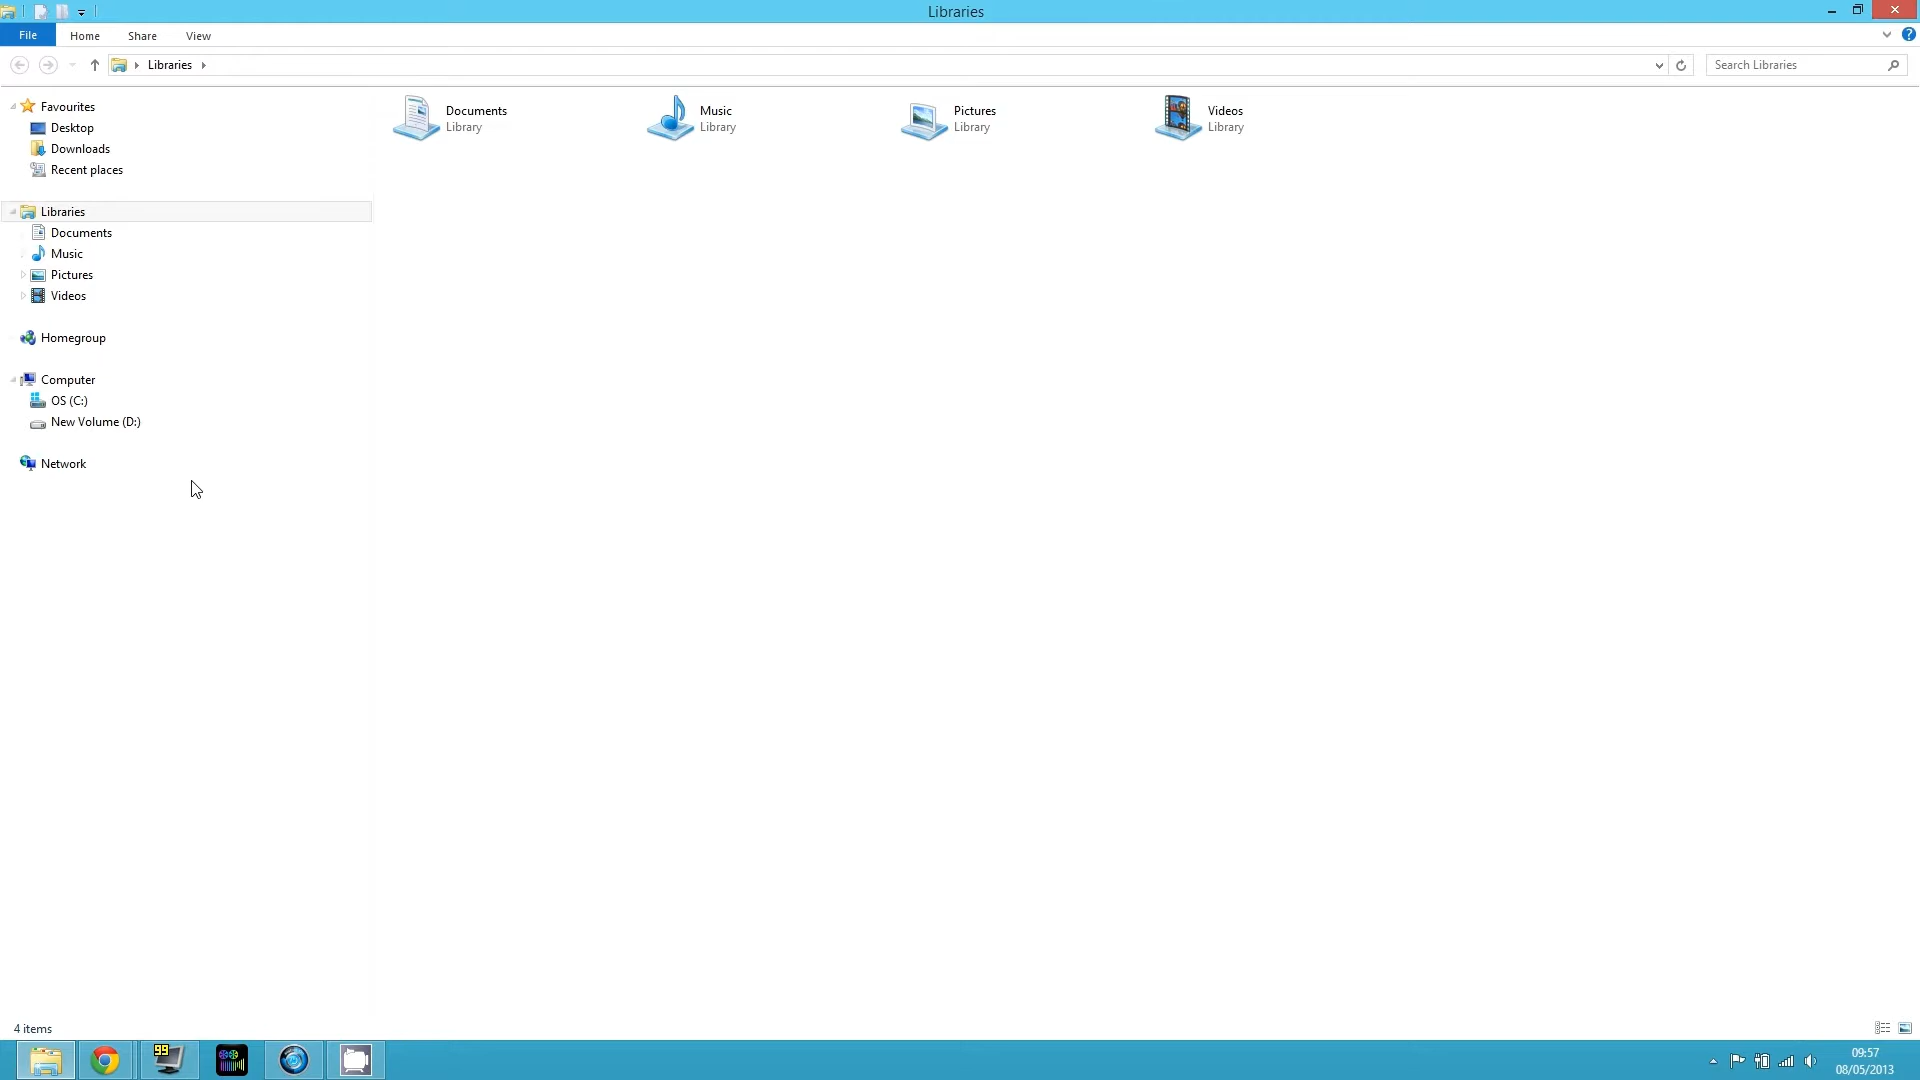 Libraries
File
Home
Share
View
?
Libraries
Search Libraries
Favourites
Desktop
Downloads
Recent places
Libraries
Documents
Music
Pictures
Videos
Homegroup
Computer
OS (C:)
New Volume (D:)
Network
Documents
Library
Music
Library
Pictures
Library
Videos
Library
4 items
99
09:57
08/05/2013